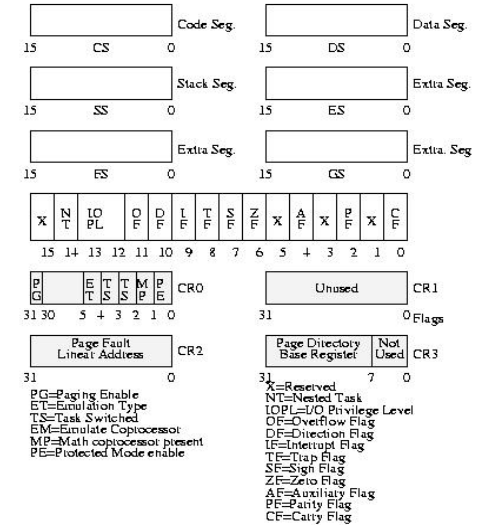 Code Seg. Data Seg.
15 CS 0 15 DS 0
Stack Seg. Extra Seg.
15 SS 0 15 ES 0
Extra Seg. Extra. Seg
15 FS 0 15 GS 0
X NT IOPL OF DF IF TF SF ZF X AF X PF X CF
15 14 13 12 11 10 9 8 7 6 5 4 3 2 1 0
PG ET TS TS MP PE CR0 Unused CR1
31 30 5 4 3 2 1 0 31 0 Flags
Page Fault Page Directory Not
Linear Address CR2 Base Register Used CR3
31 0 31 7 0
PG=Paging Enable
ET=Emulation Type
TS=Task Switched
EM=Emulate Coprocessor
MP=Math coprocessor present
PE=Protected Mode enable
X=Reserved
NT=Nested Task
IOPL=I/O Privilege Level
OF=Overflow Flag
DF=Direction Flag
IF=Interrupt Flag
TF=Trap Flag
SF=Sign Flag
ZF=Zero Flag
AF=Auxiliary Flag
PF=Parity Flag
CF=Carry Flag